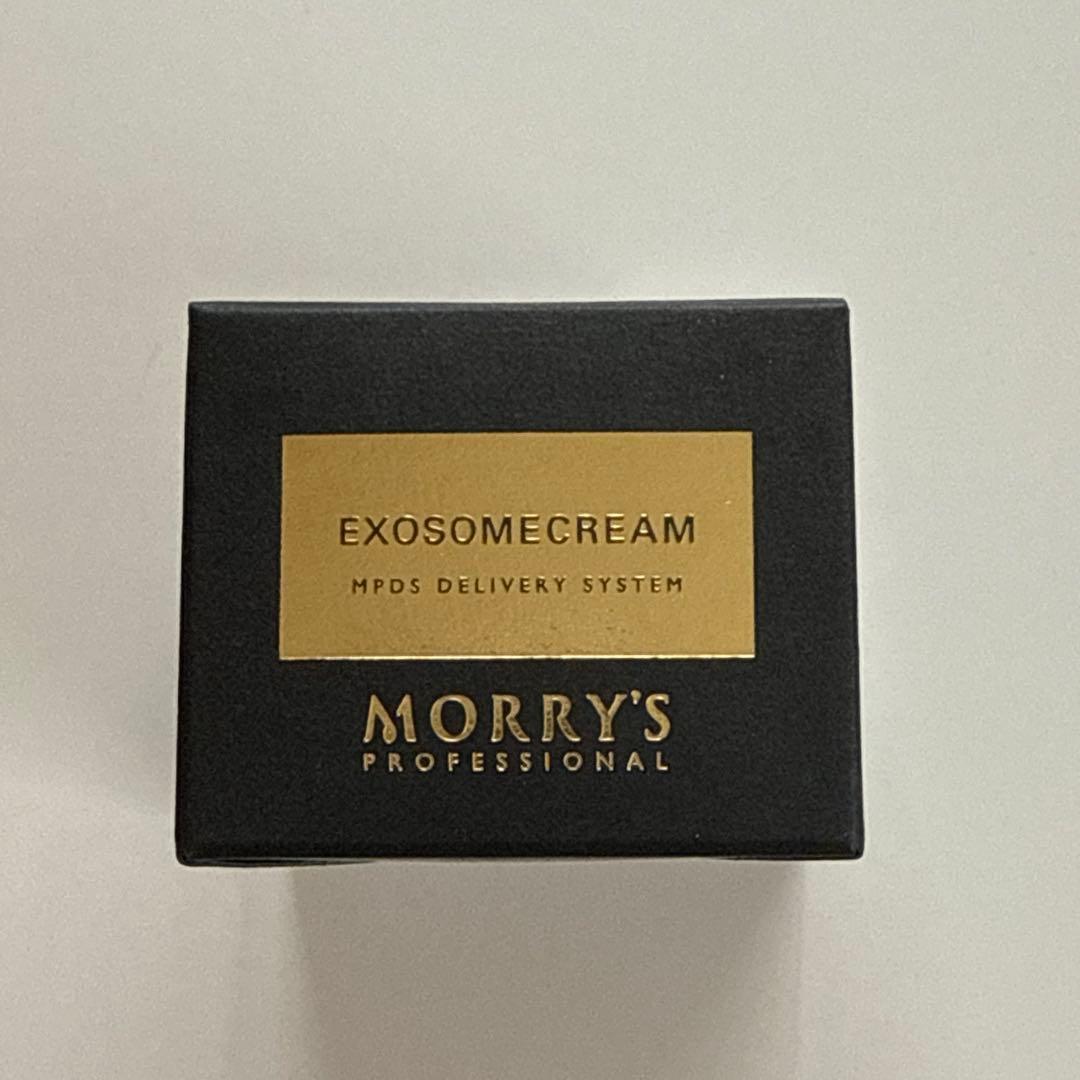 EXOSOMECREAM
MPDS DELIVERY SYSTEM
MORRY'S
PROFESSIONAL